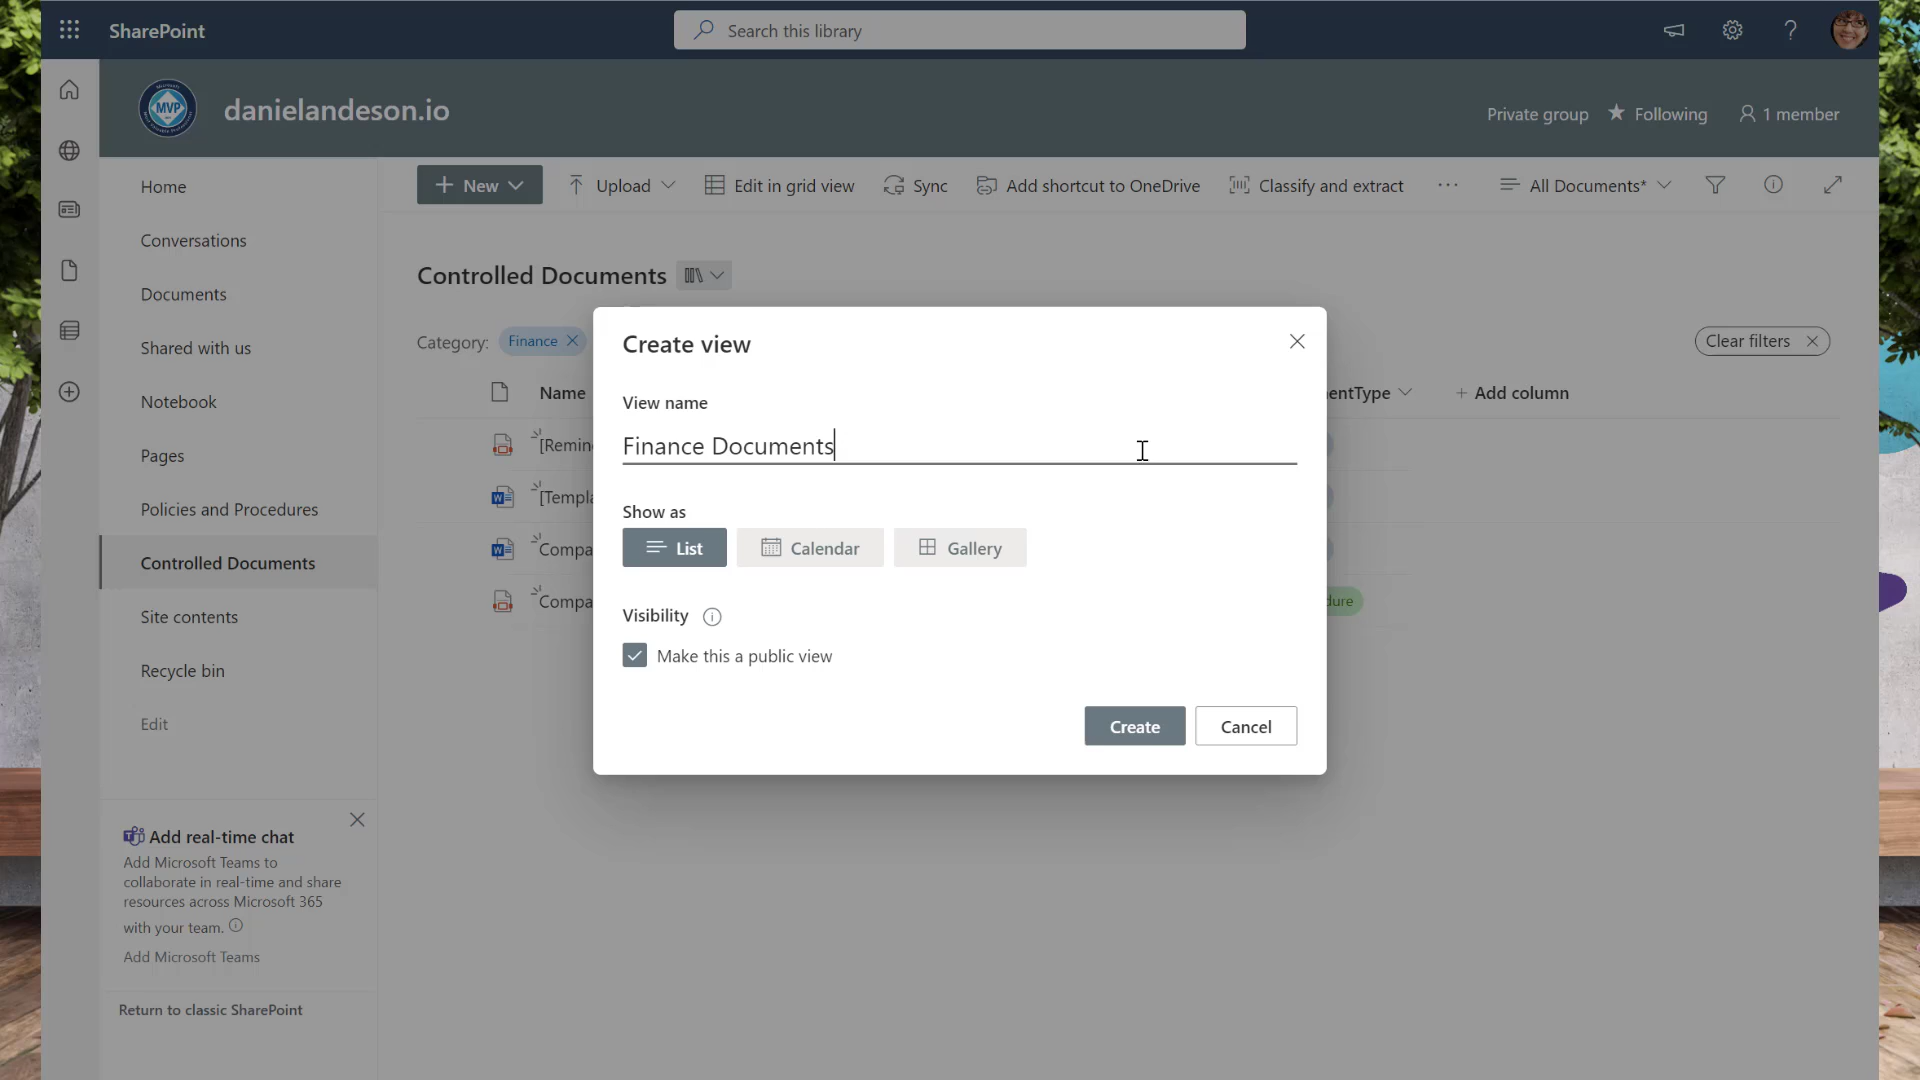 SharePoint
Search this library
MVP
danielandeson.io
Private group
Following
1 member
Home
Conversations
Documents
Shared with us
Notebook
Pages
Policies and Procedures
Controlled Documents
Site contents
Recycle bin
Edit
New
Upload
Edit in grid view
Sync
Add shortcut to OneDrive
Classify and extract
All Documents*
Controlled Documents
Category:
Finance
Clear filters
Name
entType
Add column
[Remin
[Templa
Compa
Compa
dure
Create view
View name
Finance Documents
Show as
List
Calendar
Gallery
Visibility
Make this a public view
Create
Cancel
Add real-time chat
Add Microsoft Teams to
collaborate in real-time and share
resources across Microsoft 365
with your team.
Add Microsoft Teams
Return to classic SharePoint